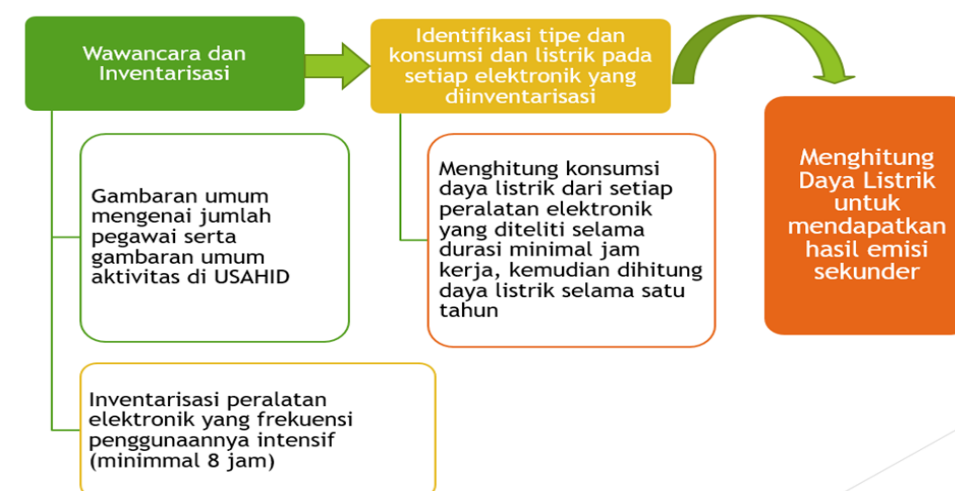 Wawancara dan
Inventarisasi
Identifikasi tipe dan
konsumsi dan listrik pada
setiap elektronik yang
diinventarisasi
Gambaran umum
mengenai jumlah
pegawai serta
gambaran umum
aktivitas di USAHID
Inventarisasi peralatan
elektronik yang frekuensi
penggunaannya intensif
(minimmal 8 jam)
Menghitung konsumsi
daya listrik dari setiap
peralatan elektronik
yang diteliti selama
durasi minimal jam
kerja, kemudian dihitung
daya listrik selama satu
tahun
Menghitung
Daya Listrik
untuk
mendapatkan
hasil emisi
sekunder